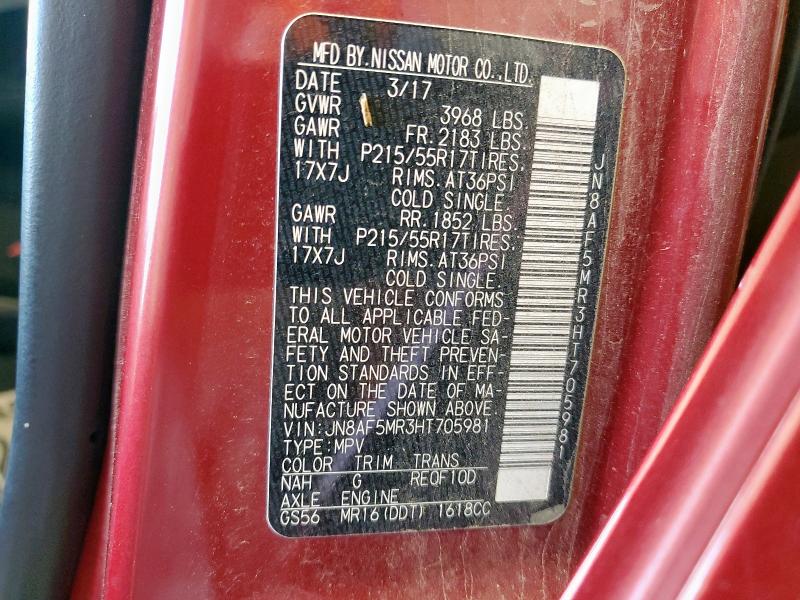 MFD BY.NISSAN MOTOR CO.,LTD.
DATE 3/17
GVWR 3968 LBS
GAWR FR.2183 LBS.
WITH P215/55R17TIRES.
17X7J RIMS.AT36PSI
COLD SINGLE.
GAWR RR.1852 LBS.
WITH P215/55R17TIRES.
17X7J RIMS.AT36PSI
COLD SINGLE.
THIS VEHICLE CONFORMS
TO ALL APPLICABLE FED-
ERAL MOTOR VEHICLE SA-
FETY AND THEFT PREVEN-
TION STANDARDS IN EFF-
ECT ON THE DATE OF MA-
NUFACTURE SHOWN ABOVE.
VIN:JN8AF5MR3HT705981
TYPE:MPV
COLOR TRIM TRANS
NAH G REOF10D
AXLE ENGINE
GS56 MR16(DDT) 1618CC
JN8AF5MR3HT705981